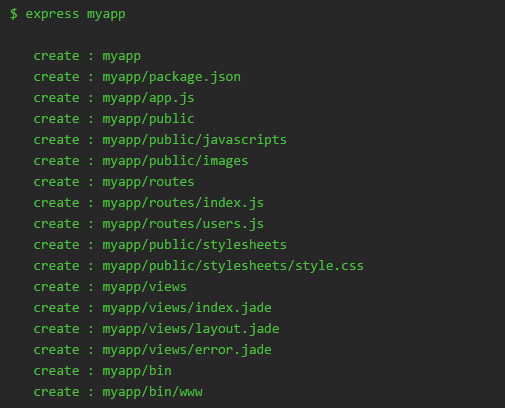 $ express myapp
create : myapp
create : myapp/package.json
create : myapp/app.js
create : myapp/public
create : myapp/public/javascripts
create : myapp/public/images
create : myapp/routes
create : myapp/routes/index.js
create : myapp/routes/users.js
create : myapp/public/stylesheets
create : myapp/public/stylesheets/style.css
create : myapp/views
create : myapp/views/index.jade
create : myapp/views/layout.jade
create : myapp/views/error.jade
create : myapp/bin
create : myapp/bin/www